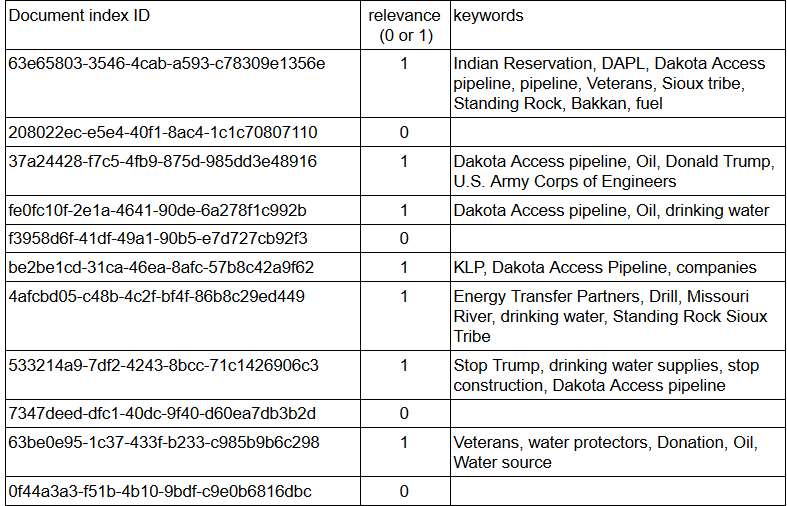 Document index ID relevance (0 or 1) keywords
63e65803-3546-4cab-a593-c78309e1356e 1 Indian Reservation, DAPL, Dakota Access
pipeline, pipeline, Veterans, Sioux tribe,
Standing Rock, Bakkan, fuel
208022ec-e5e4-40f1-8ac4-1c1c70807110 0
37a24428-f7c5-4fb9-875d-985dd3e48916 1 Dakota Access pipeline, Oil, Donald Trump,
U.S. Army Corps of Engineers
fe0fc10f-2e1a-4641-90de-6a278f1c992b 1 Dakota Access pipeline, Oil, drinking water
f3958d6f-41df-49a1-90b5-e7d727cb92f3 0
be2be1cd-31ca-46ea-8afc-57b8c42a9f62 1 KLP, Dakota Access Pipeline, companies
4afcbd05-c48b-4c2f-bf4f-86b8c29ed449 1 Energy Transfer Partners, Drill, Missouri
River, drinking water, Standing Rock Sioux
Tribe
533214a9-7df2-4243-8bcc-71c1426906c3 1 Stop Trump, drinking water supplies, stop
construction, Dakota Access pipeline
7347deed-dfc1-40dc-9f40-d60ea7db3b2d 0
63be0e95-1c37-433f-b233-c985b9b6c298 1 Veterans, water protectors, Donation, Oil,
Water source
0f44a3a3-f51b-4b10-9bdf-c9e0b6816dbc 0